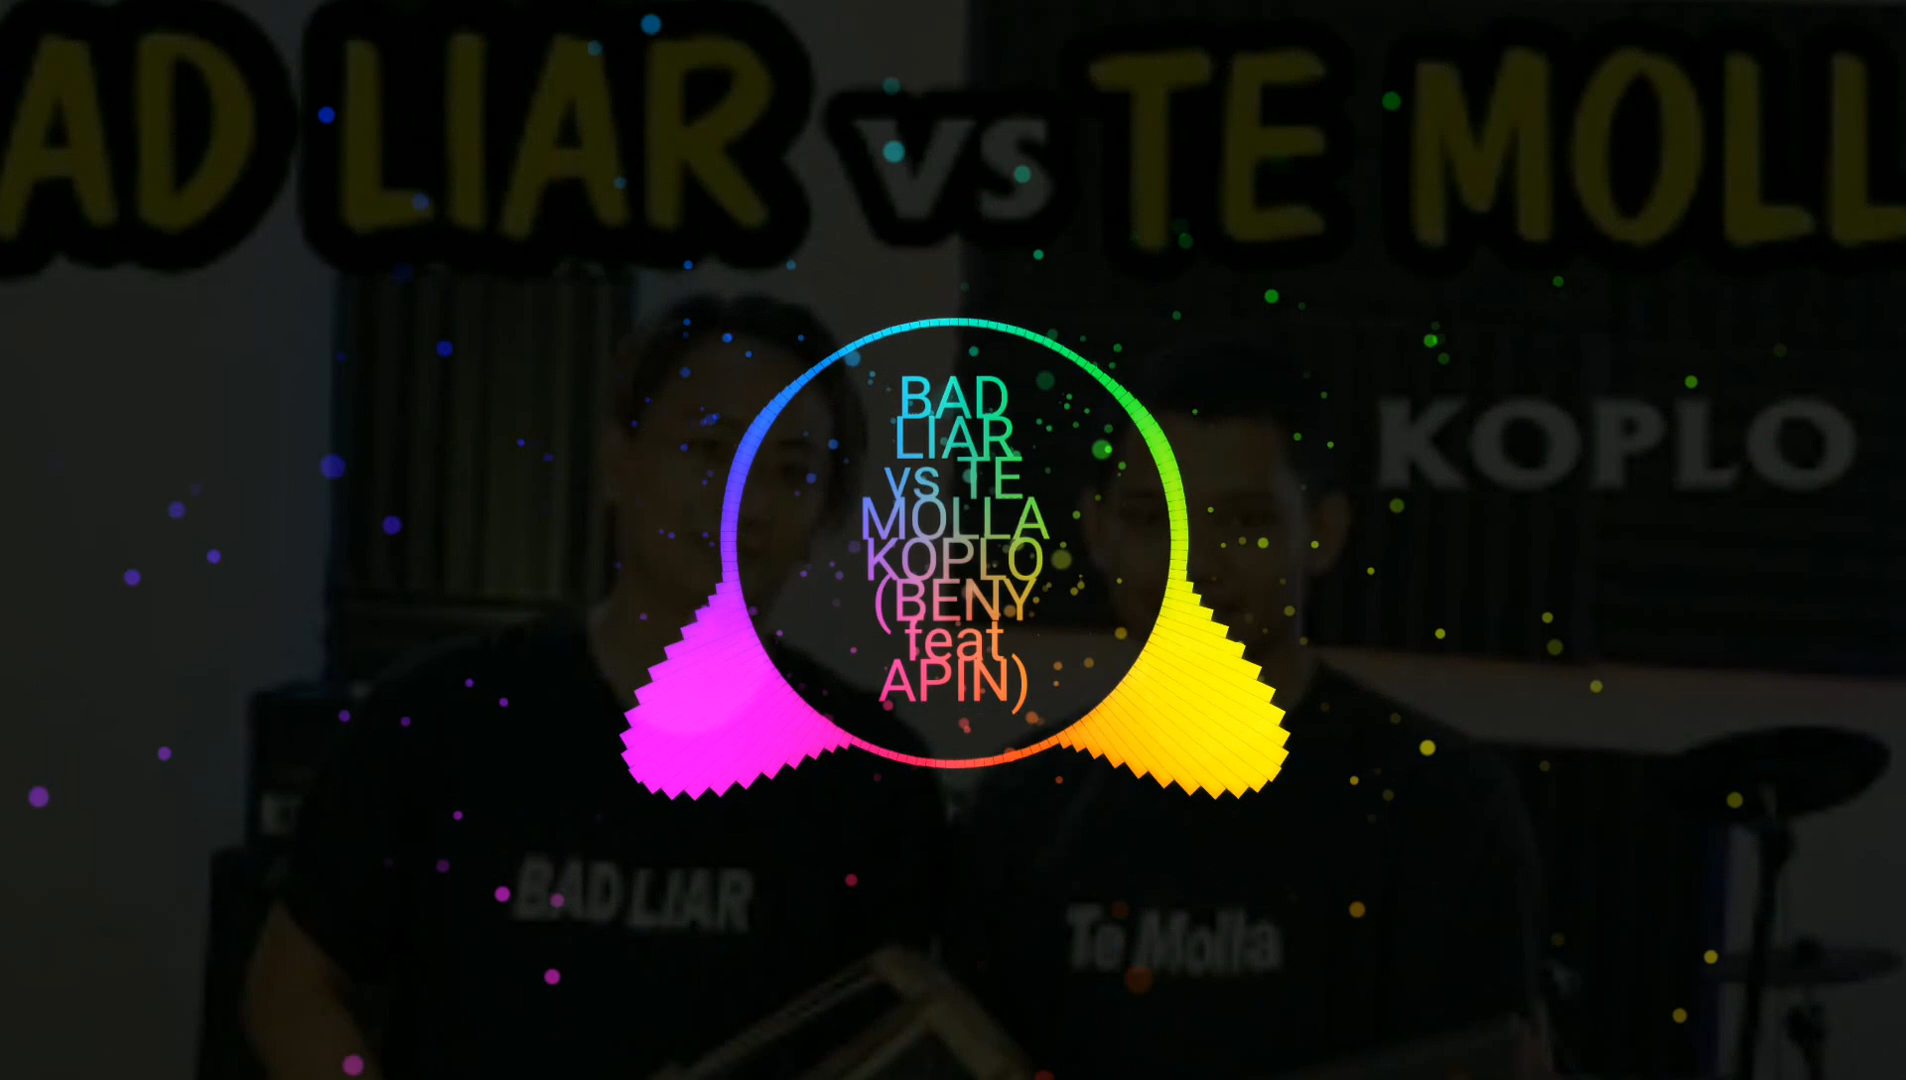 AD LIAR vs TE MOLL
KOPLO
BAD
LIAR
vs TE
MOLLA
KOPLO
(BENY
feat
APIN)
BAD LIAR
Te Molla